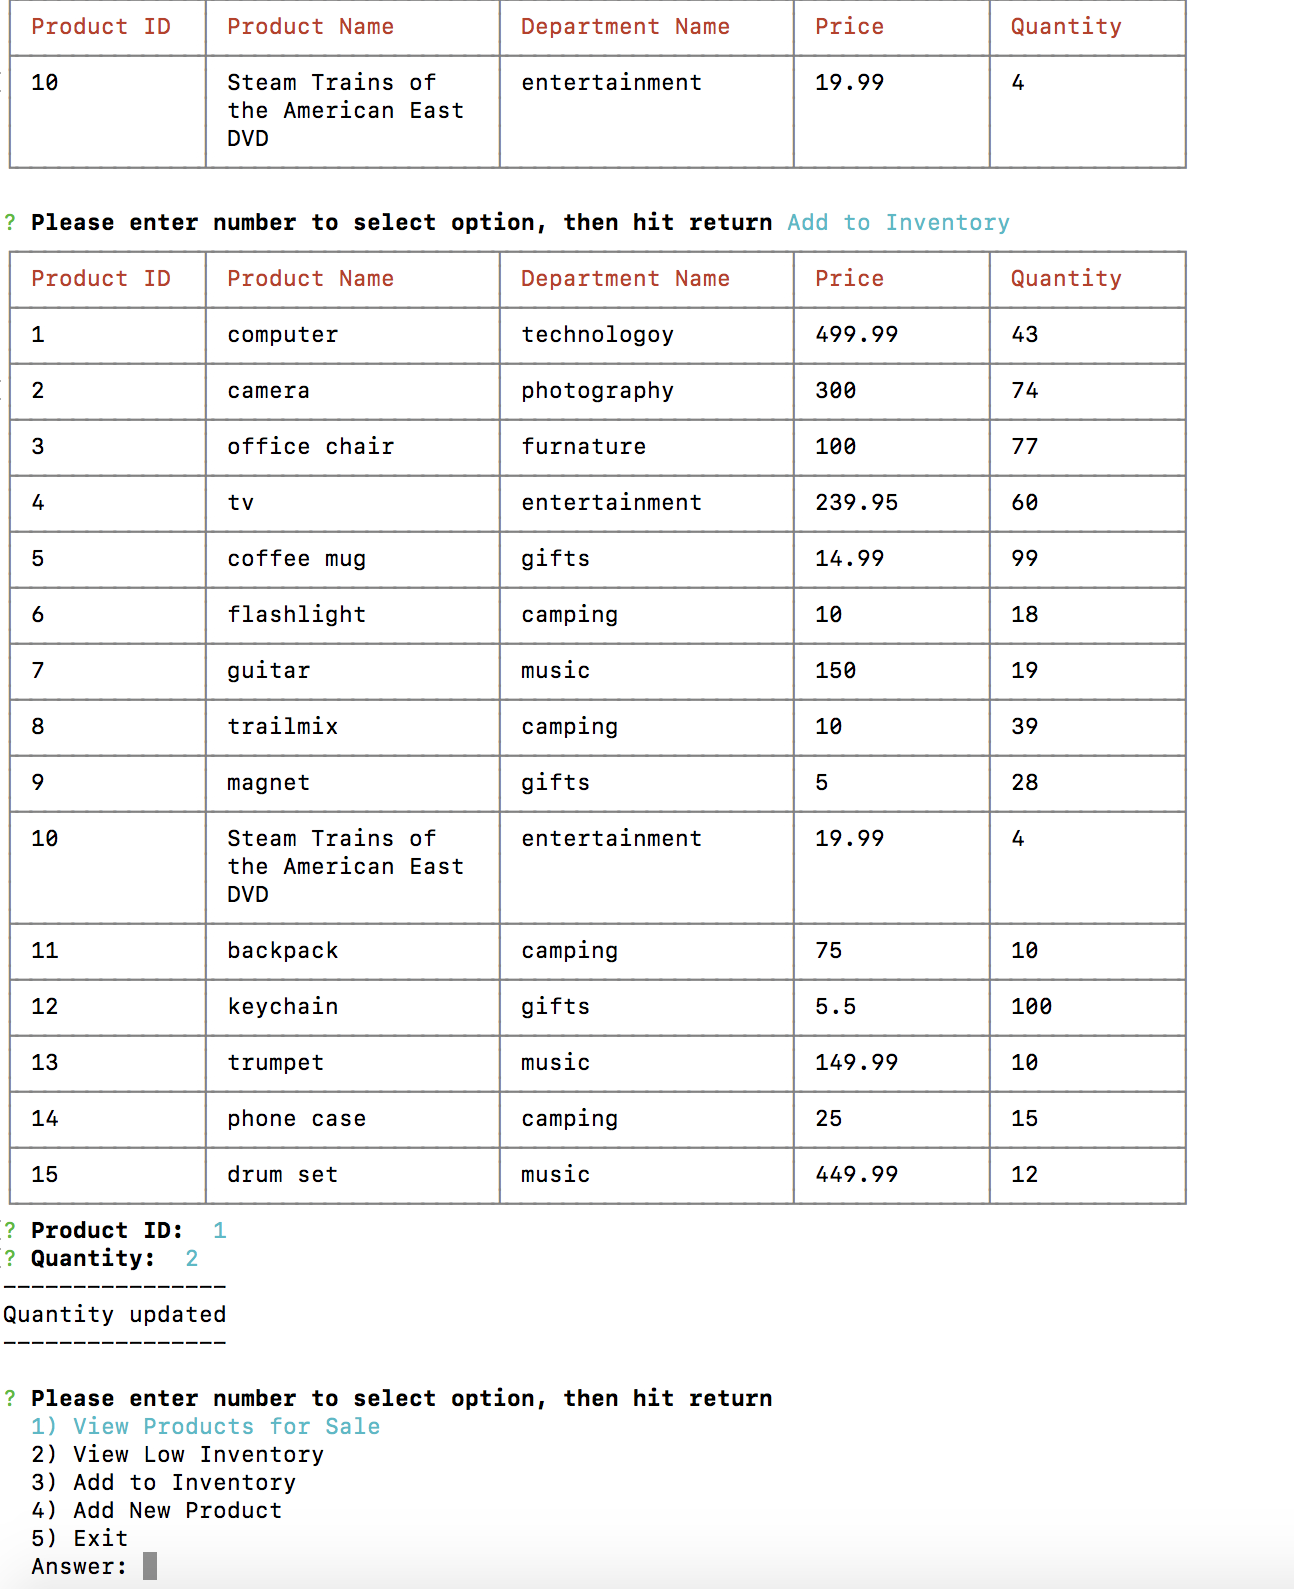 Product ID Product Name Department Name Price Quantity
10 Steam Trains of entertainment 19.99 4
the American East
DVD
? Please enter number to select option, then hit return Add to Inventory
Product ID Product Name Department Name Price Quantity
1 computer technologoy 499.99 43
2 camera photography 300 74
3 office chair furnature 100 77
4 tv entertainment 239.95 60
5 coffee mug gifts 14.99 99
6 flashlight camping 10 18
7 guitar music 150 19
8 trailmix camping 10 39
9 magnet gifts 5 28
10 Steam Trains of entertainment 19.99 4
the American East
DVD
11 backpack camping 75 10
12 keychain gifts 5.5 100
13 trumpet music 149.99 10
14 phone case camping 25 15
15 drum set music 449.99 12
? Product ID: 1
? Quantity: 2
----------------
Quantity updated
----------------
? Please enter number to select option, then hit return
1) View Products for Sale
2) View Low Inventory
3) Add to Inventory
4) Add New Product
5) Exit
Answer: